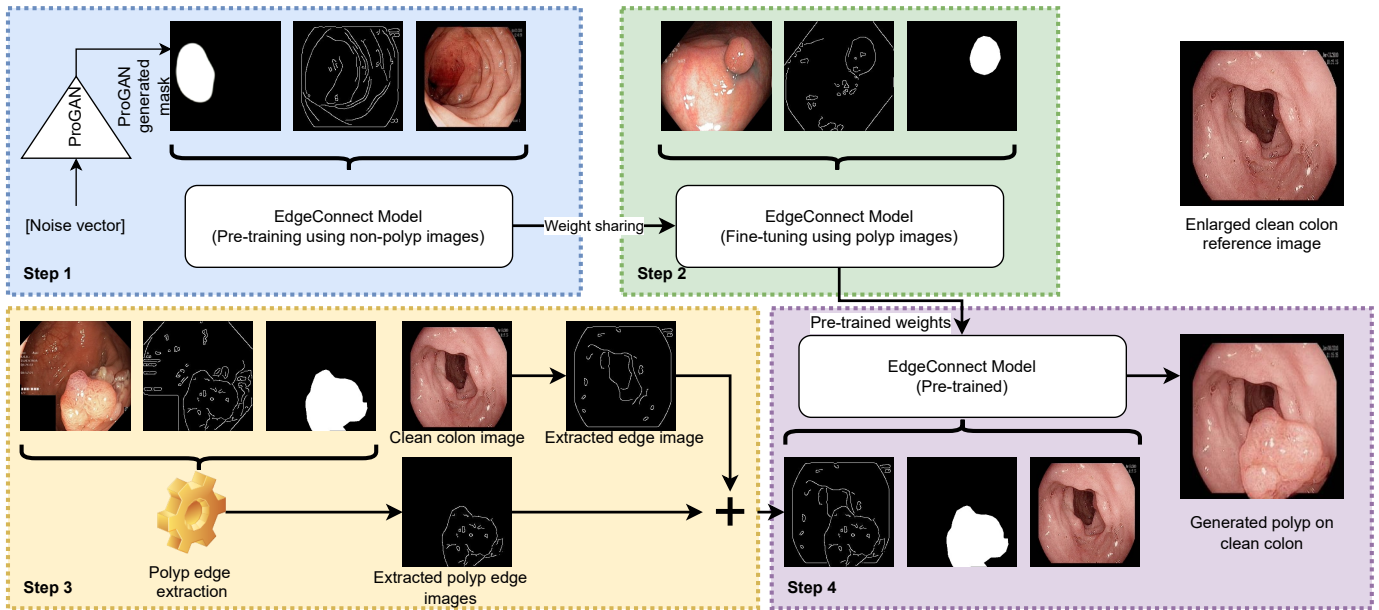 ProGAN
ProGAN
generated
mask
[Noise vector]
EdgeConnect Model
(Pre-training using non-polyp images)
Step 1
Weight sharing
EdgeConnect Model
(Fine-tuning using polyp images)
Step 2
Enlarged clean colon
reference image
Clean colon image
Extracted edge image
Polyp edge
extraction
Extracted polyp edge
images
+
Step 3
Pre-trained weights
EdgeConnect Model
(Pre-trained)
Generated polyp on
clean colon
Step 4